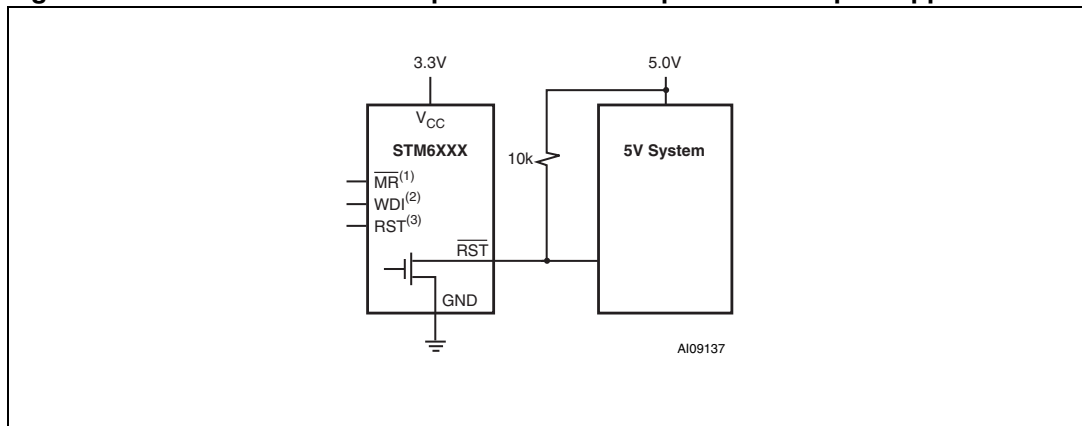 3.3V
5.0V
VCC
STM6XXX
5V System
10k
MR(1)
WDI(2)
RST(3)
RST
GND
AI09137